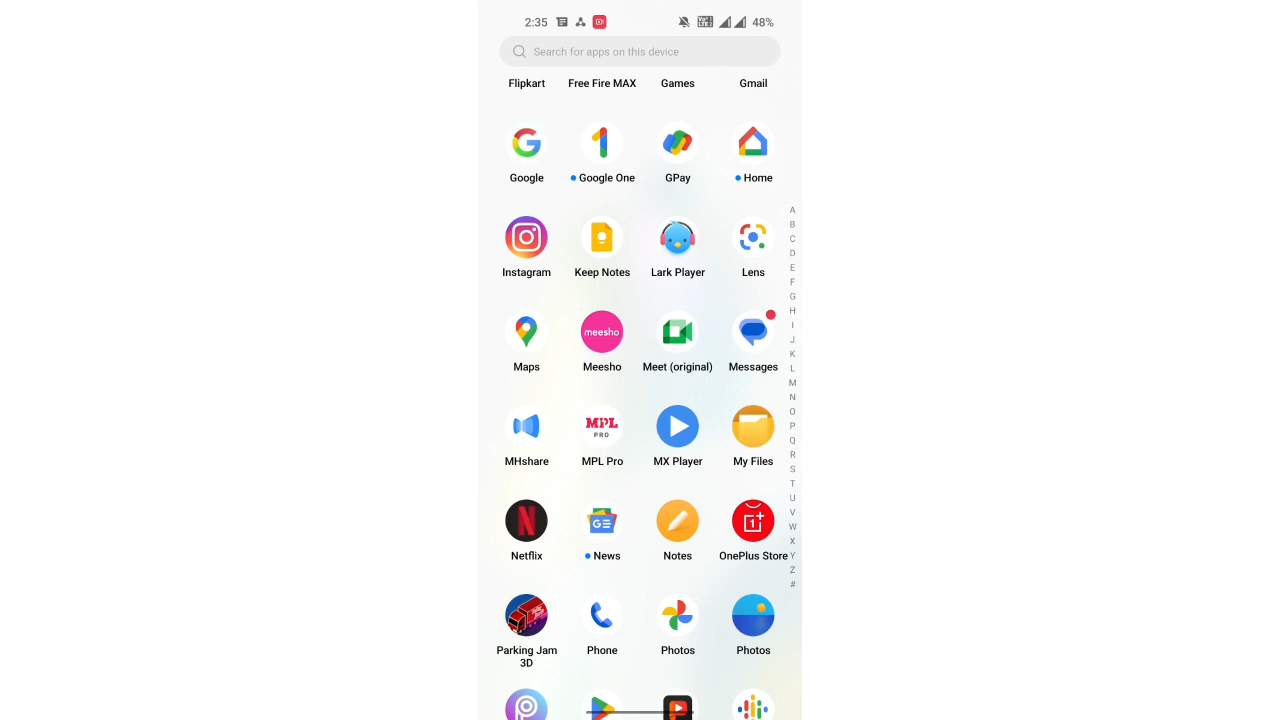 2:35 48%
Search for apps on this device
Flipkart Free Fire MAX Games Gmail
Google Google One GPay Home
Instagram Keep Notes Lark Player Lens
meesho
Maps Meesho Meet (original) Messages
MPL
PRO
MHshare MPL Pro MX Player My Files
Netflix News Notes OnePlus Store
Parking Jam 3D Phone Photos Photos
A
B
C
D
E
F
G
H
I
J
K
L
M
N
O
P
Q
R
S
T
U
V
W
X
Y
Z
#